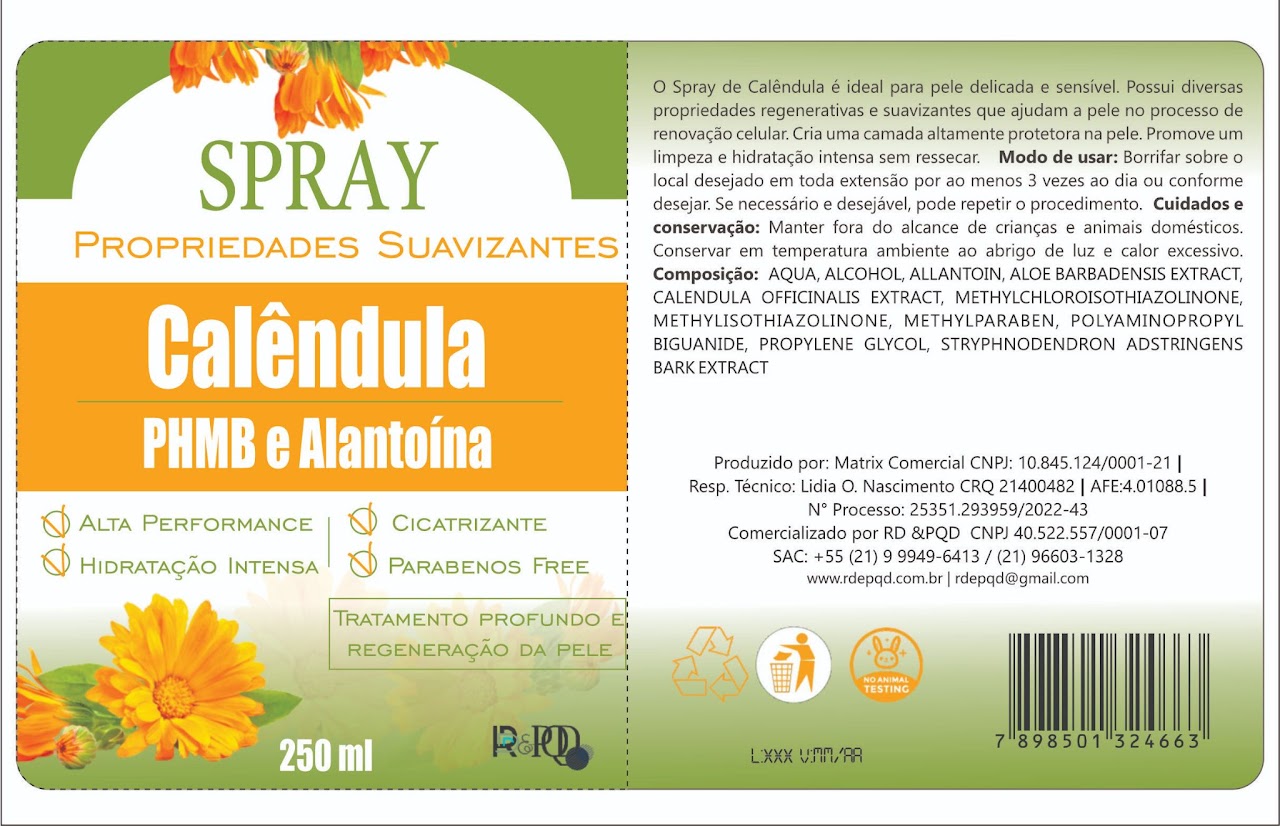 SPRAY
PROPRIEDADES SUAVIZANTES
Calêndula
PHMB e Alantoína
ALTA PERFORMANCE
HIDRATAÇÃO INTENSA
CICATRIZANTE
PARABENOS FREE
TRATAMENTO PROFUNDO E
REGENERAÇÃO DA PELE
250 ml
R&PQD
O Spray de Calêndula é ideal para pele delicada e sensível. Possui diversas
propriedades regenerativas e suavizantes que ajudam a pele no processo de
renovação celular. Cria uma camada altamente protetora na pele. Promove um
limpeza e hidratação intensa sem ressecar. Modo de usar: Borrifar sobre o
local desejado em toda extensão por ao menos 3 vezes ao dia ou conforme
desejar. Se necessário e desejável, pode repetir o procedimento. Cuidados e
conservação: Manter fora do alcance de crianças e animais domésticos.
Conservar em temperatura ambiente ao abrigo de luz e calor excessivo.
Composição: AQUA, ALCOHOL, ALLANTOIN, ALOE BARBADENSIS EXTRACT,
CALENDULA OFFICINALIS EXTRACT, METHYLCHLOROISOTHIAZOLINONE,
METHYLISOTHIAZOLINONE, METHYLPARABEN, POLYAMINOPROPYL
BIGUANIDE, PROPYLENE GLYCOL, STRYPHNODENDRON ADSTRINGENS
BARK EXTRACT
Produzido por: Matrix Comercial CNPJ: 10.845.124/0001-21 |
Resp. Técnico: Lidia O. Nascimento CRQ 21400482 | AFE:4.01088.5 |
N° Processo: 25351.293959/2022-43
Comercializado por RD &PQD CNPJ 40.522.557/0001-07
SAC: +55 (21) 9 9949-6413 / (21) 96603-1328
www.rdepqd.com.br | rdepqd@gmail.com
NO ANIMAL
TESTING
L:XXX V:MM/AA
7 898501 324663